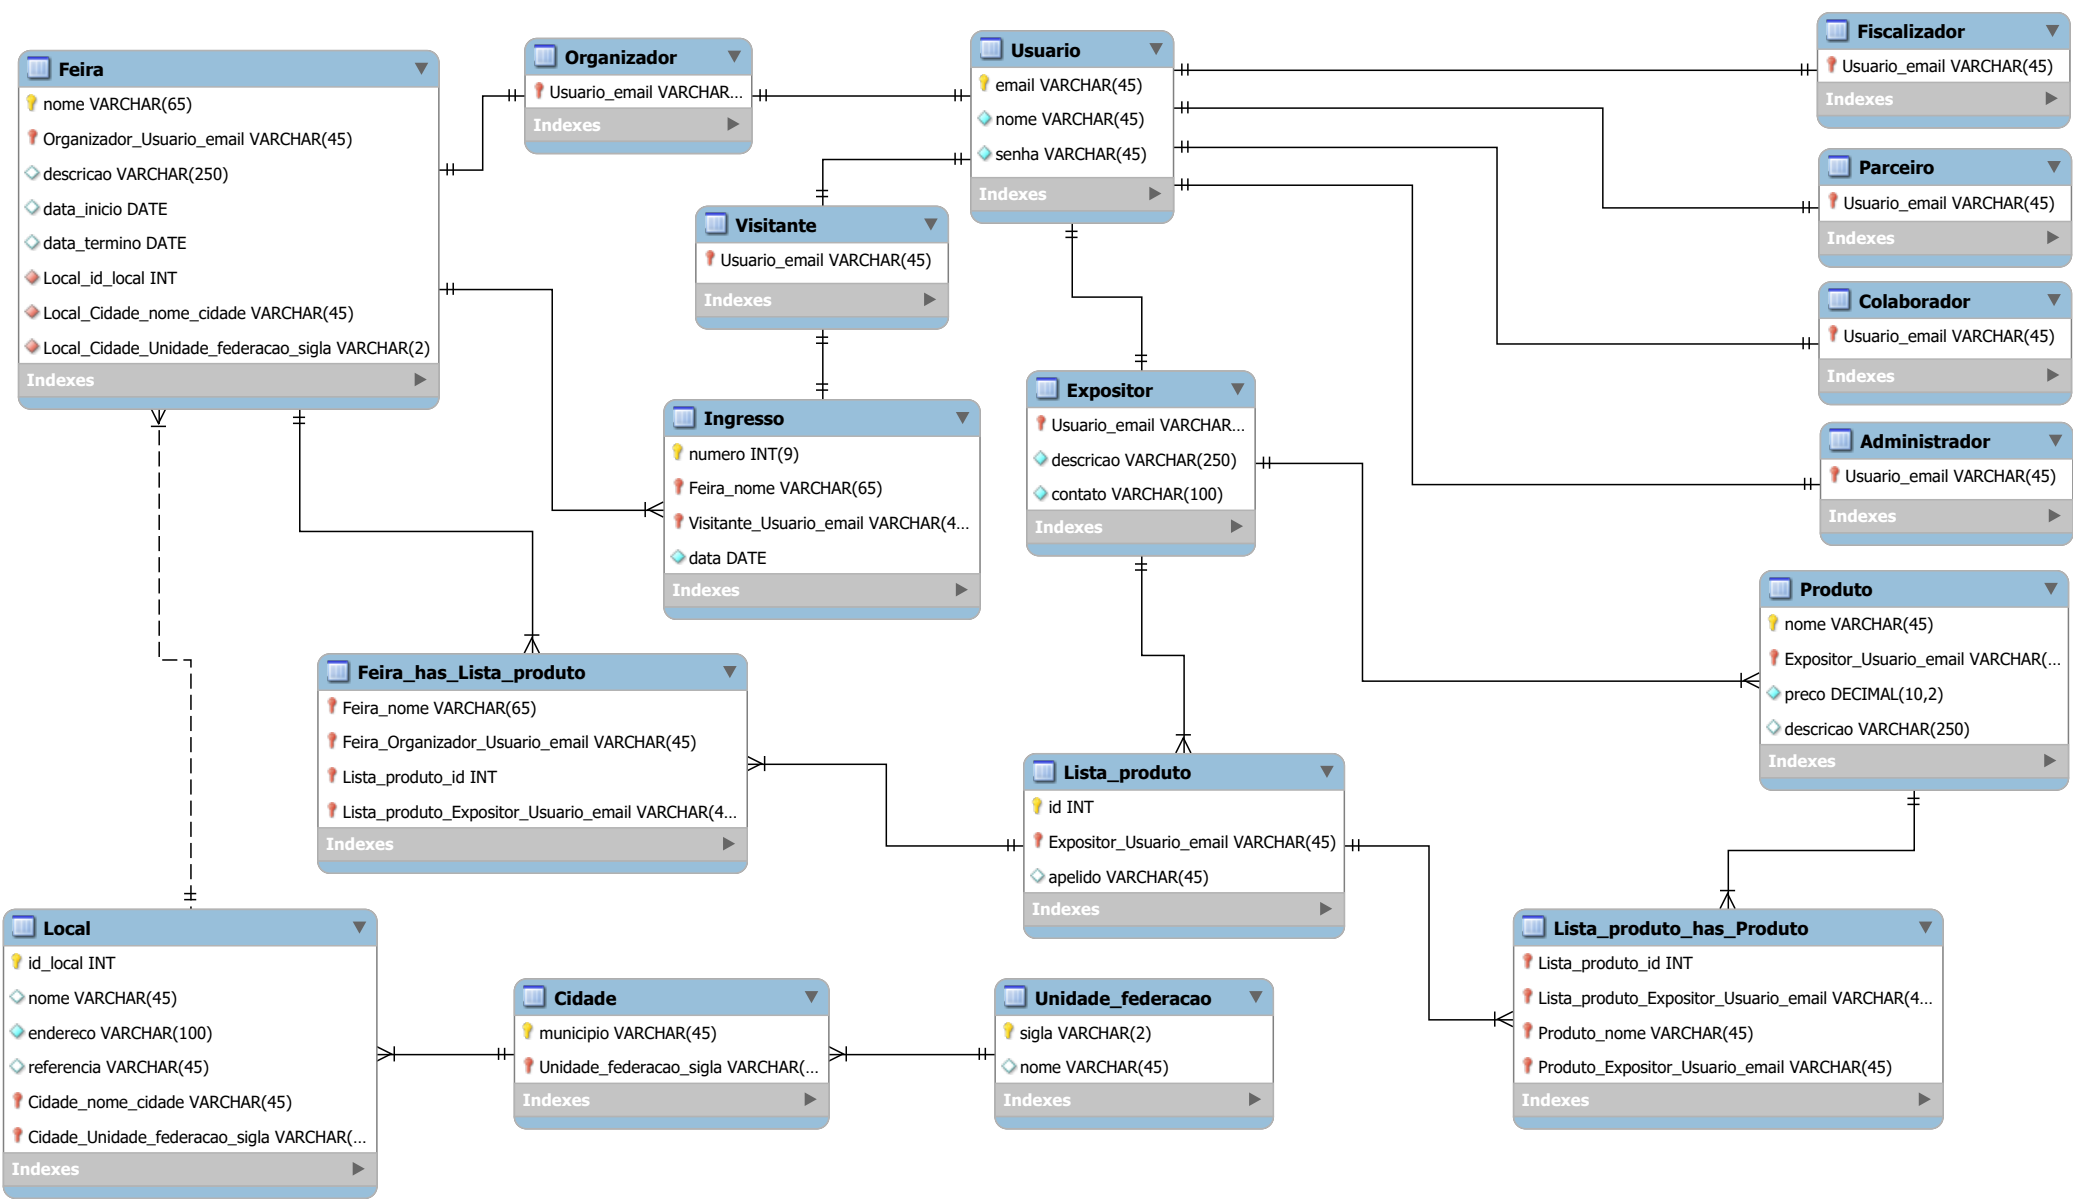 Feira
nome VARCHAR(65)
Organizador_Usuario_email VARCHAR(45)
descricao VARCHAR(250)
data_inicio DATE
data_termino DATE
Local_id_local INT
Local_Cidade_nome_cidade VARCHAR(45)
Local_Cidade_Unidade_federacao_sigla VARCHAR(2)
Indexes
Organizador
Usuario_email VARCHAR...
Indexes
Usuario
email VARCHAR(45)
nome VARCHAR(45)
senha VARCHAR(45)
Indexes
Fiscalizador
Usuario_email VARCHAR(45)
Indexes
Parceiro
Usuario_email VARCHAR(45)
Indexes
Visitante
Usuario_email VARCHAR(45)
Indexes
Colaborador
Usuario_email VARCHAR(45)
Indexes
Expositor
Usuario_email VARCHAR...
descricao VARCHAR(250)
contato VARCHAR(100)
Indexes
Ingresso
numero INT(9)
Feira_nome VARCHAR(65)
Visitante_Usuario_email VARCHAR(4...
data DATE
Indexes
Administrador
Usuario_email VARCHAR(45)
Indexes
Produto
nome VARCHAR(45)
Expositor_Usuario_email VARCHAR(...
preco DECIMAL(10,2)
descricao VARCHAR(250)
Indexes
Feira_has_Lista_produto
Feira_nome VARCHAR(65)
Feira_Organizador_Usuario_email VARCHAR(45)
Lista_produto_id INT
Lista_produto_Expositor_Usuario_email VARCHAR(4...
Indexes
Lista_produto
id INT
Expositor_Usuario_email VARCHAR(45)
apelido VARCHAR(45)
Indexes
Local
id_local INT
nome VARCHAR(45)
endereco VARCHAR(100)
referencia VARCHAR(45)
Cidade_nome_cidade VARCHAR(45)
Cidade_Unidade_federacao_sigla VARCHAR(...
Indexes
Cidade
municipio VARCHAR(45)
Unidade_federacao_sigla VARCHAR(...
Indexes
Unidade_federacao
sigla VARCHAR(2)
nome VARCHAR(45)
Indexes
Lista_produto_has_Produto
Lista_produto_id INT
Lista_produto_Expositor_Usuario_email VARCHAR(4...
Produto_nome VARCHAR(45)
Produto_Expositor_Usuario_email VARCHAR(45)
Indexes